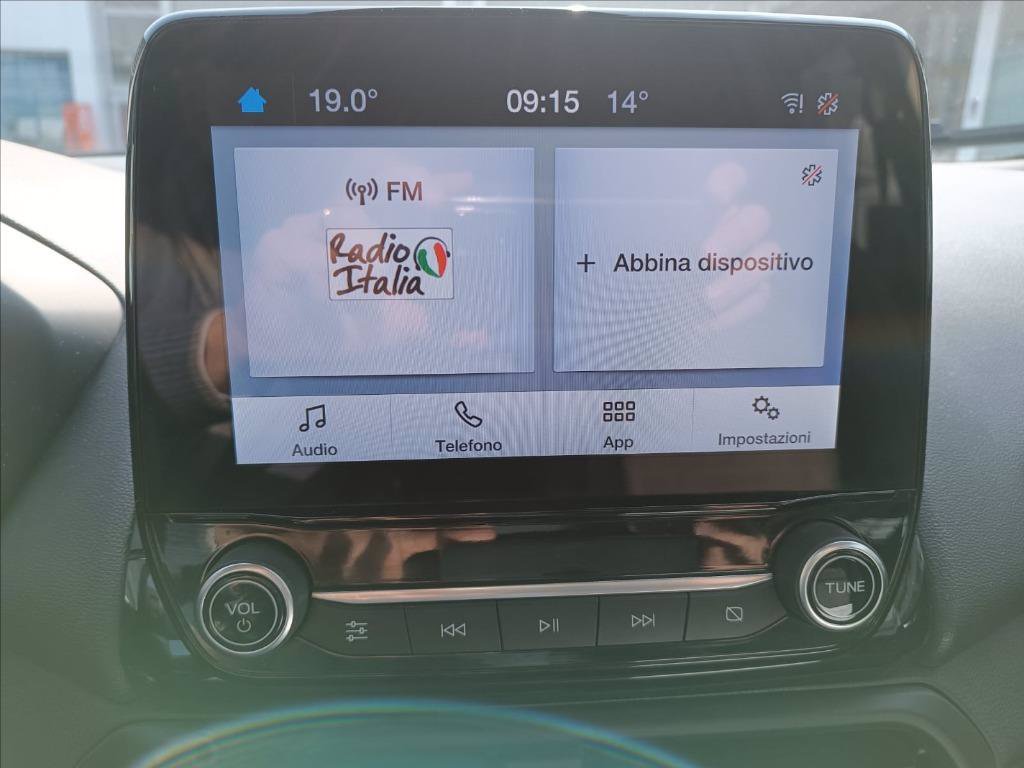 19.0° 09:15 14°
FM
Radio
Italia
+ Abbina dispositivo
Audio Telefono App Impostazioni
VOL
TUNE